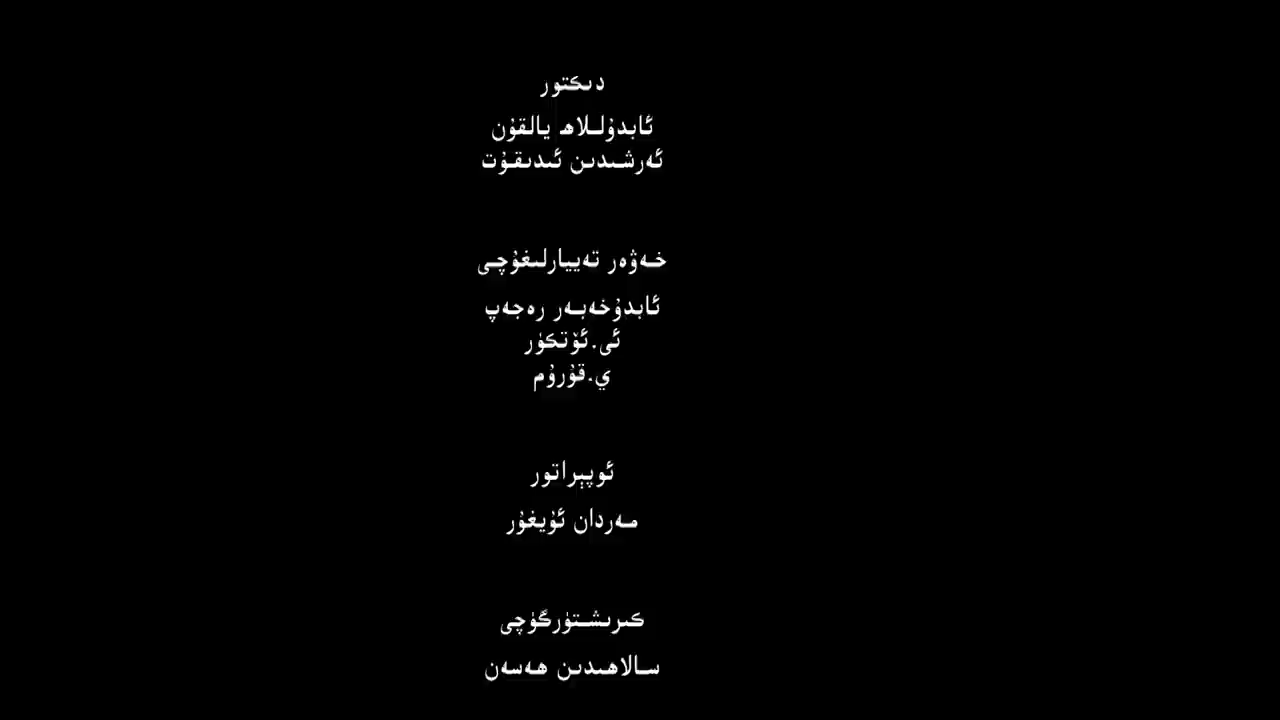 دىكتور
ئابدۇللاھ يالقۇن
ئەرشىدىن ئىدىقۇت
خەۋەر تەييارلىغۇچى
ئابدۇخەبەر رەجەپ
ئى.ئۆتكۈر
ي.قۇرۇم
ئوپېراتور
مەردان ئۇيغۇر
كىرىشتۈرگۈچى
سالاھىدىن ھەسەن